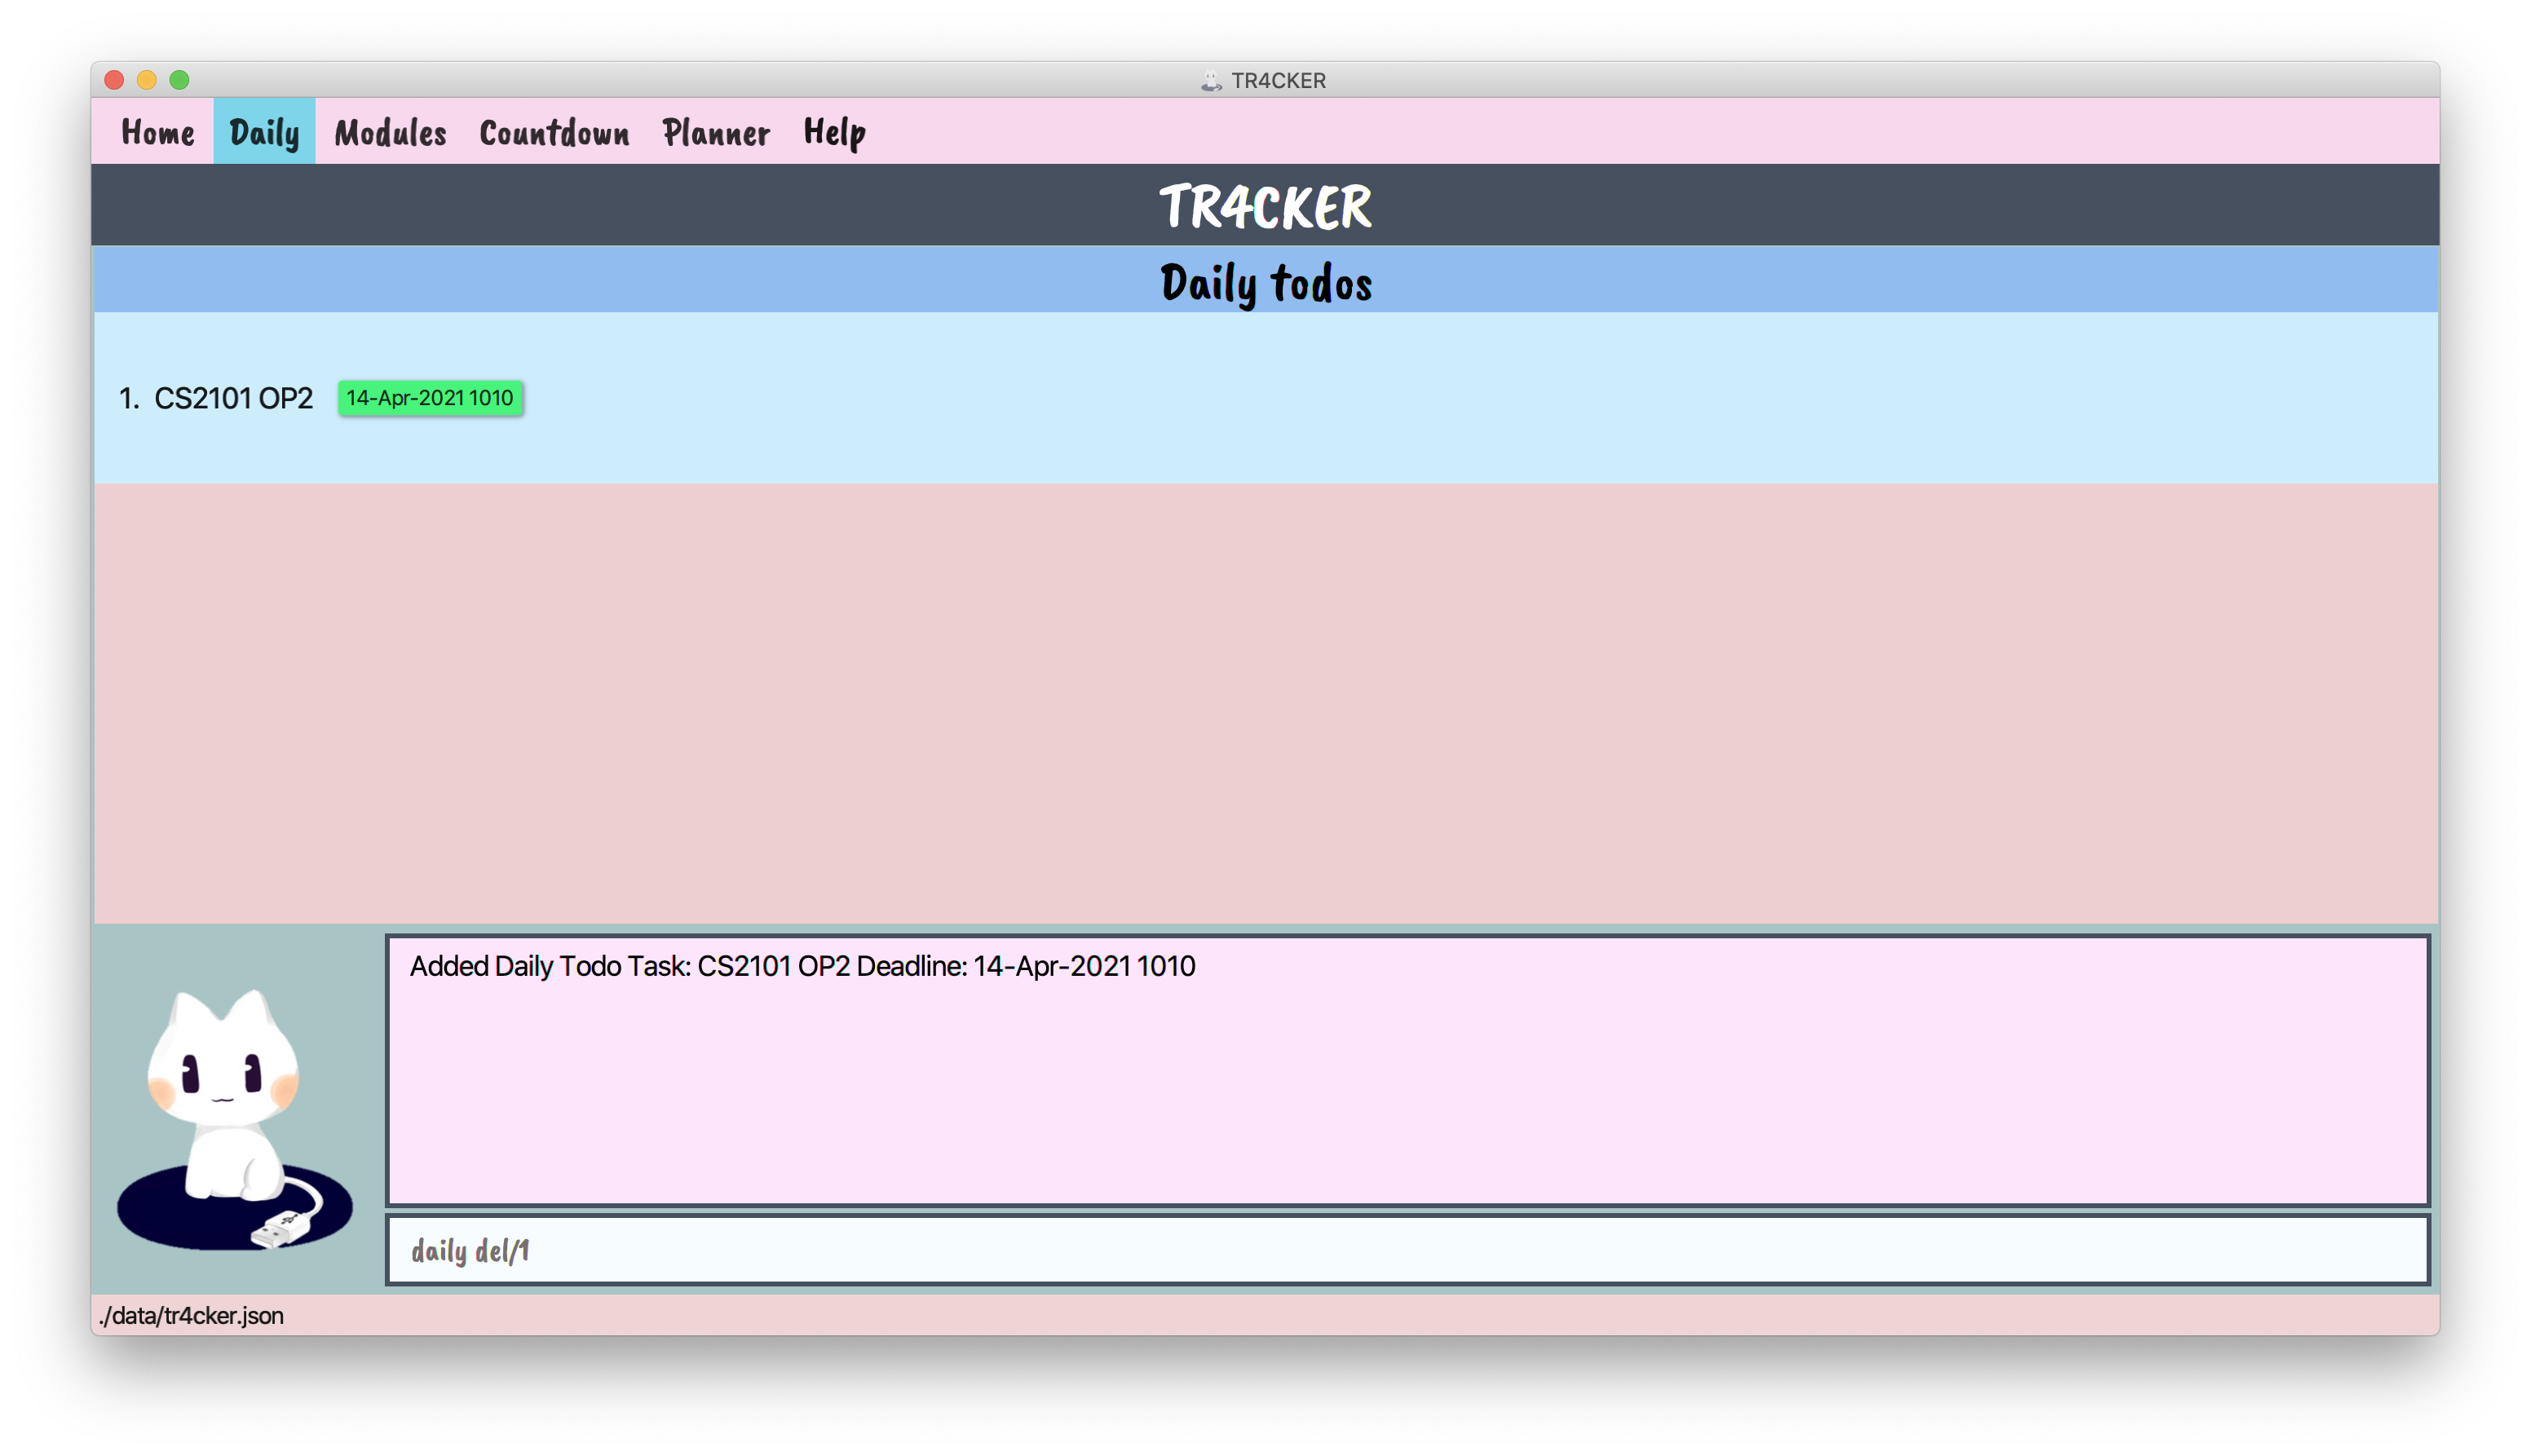 TR4CKER
Home Daily Modules Countdown Planner Help
TR4CKER
Daily todos
1. CS2101 OP2 14-Apr-2021 1010
Added Daily Todo Task: CS2101 OP2 Deadline: 14-Apr-2021 1010
daily del/1
./data/tr4cker.json